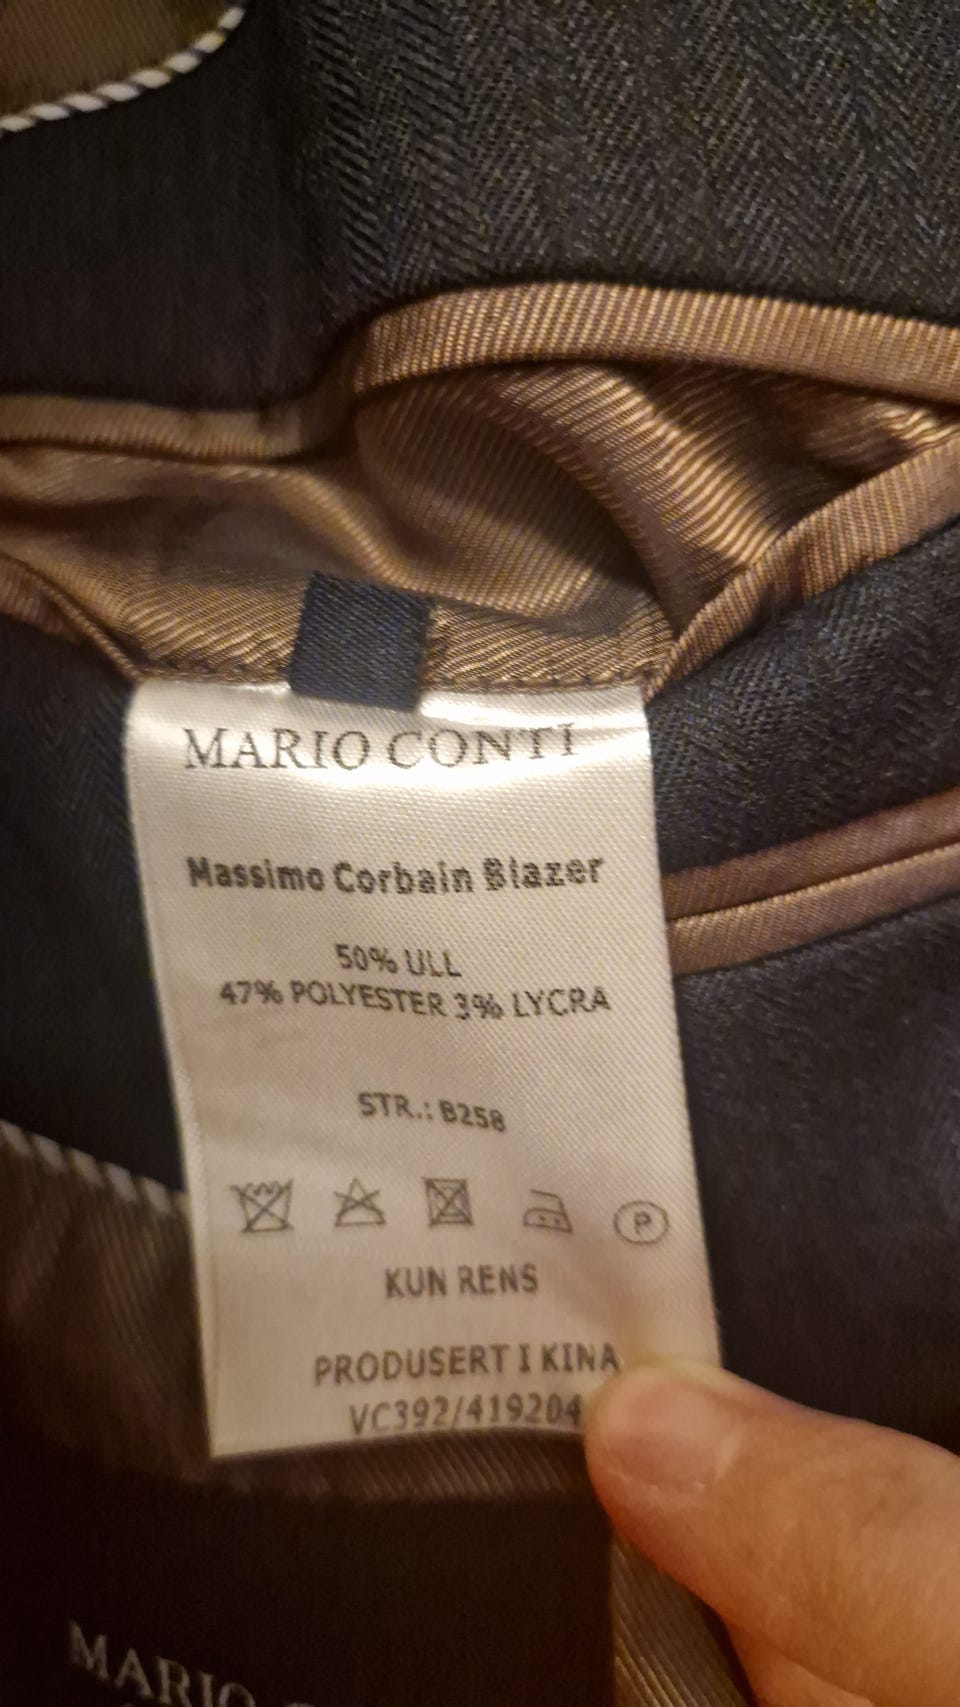 MARIO CONTI
Massimo Corbain Blazer
50% ULL
47% POLYESTER 3% LYCRA
STR.: B258
P
KUN RENS
PRODUSERT I KINA
VC392/419204
MARIO